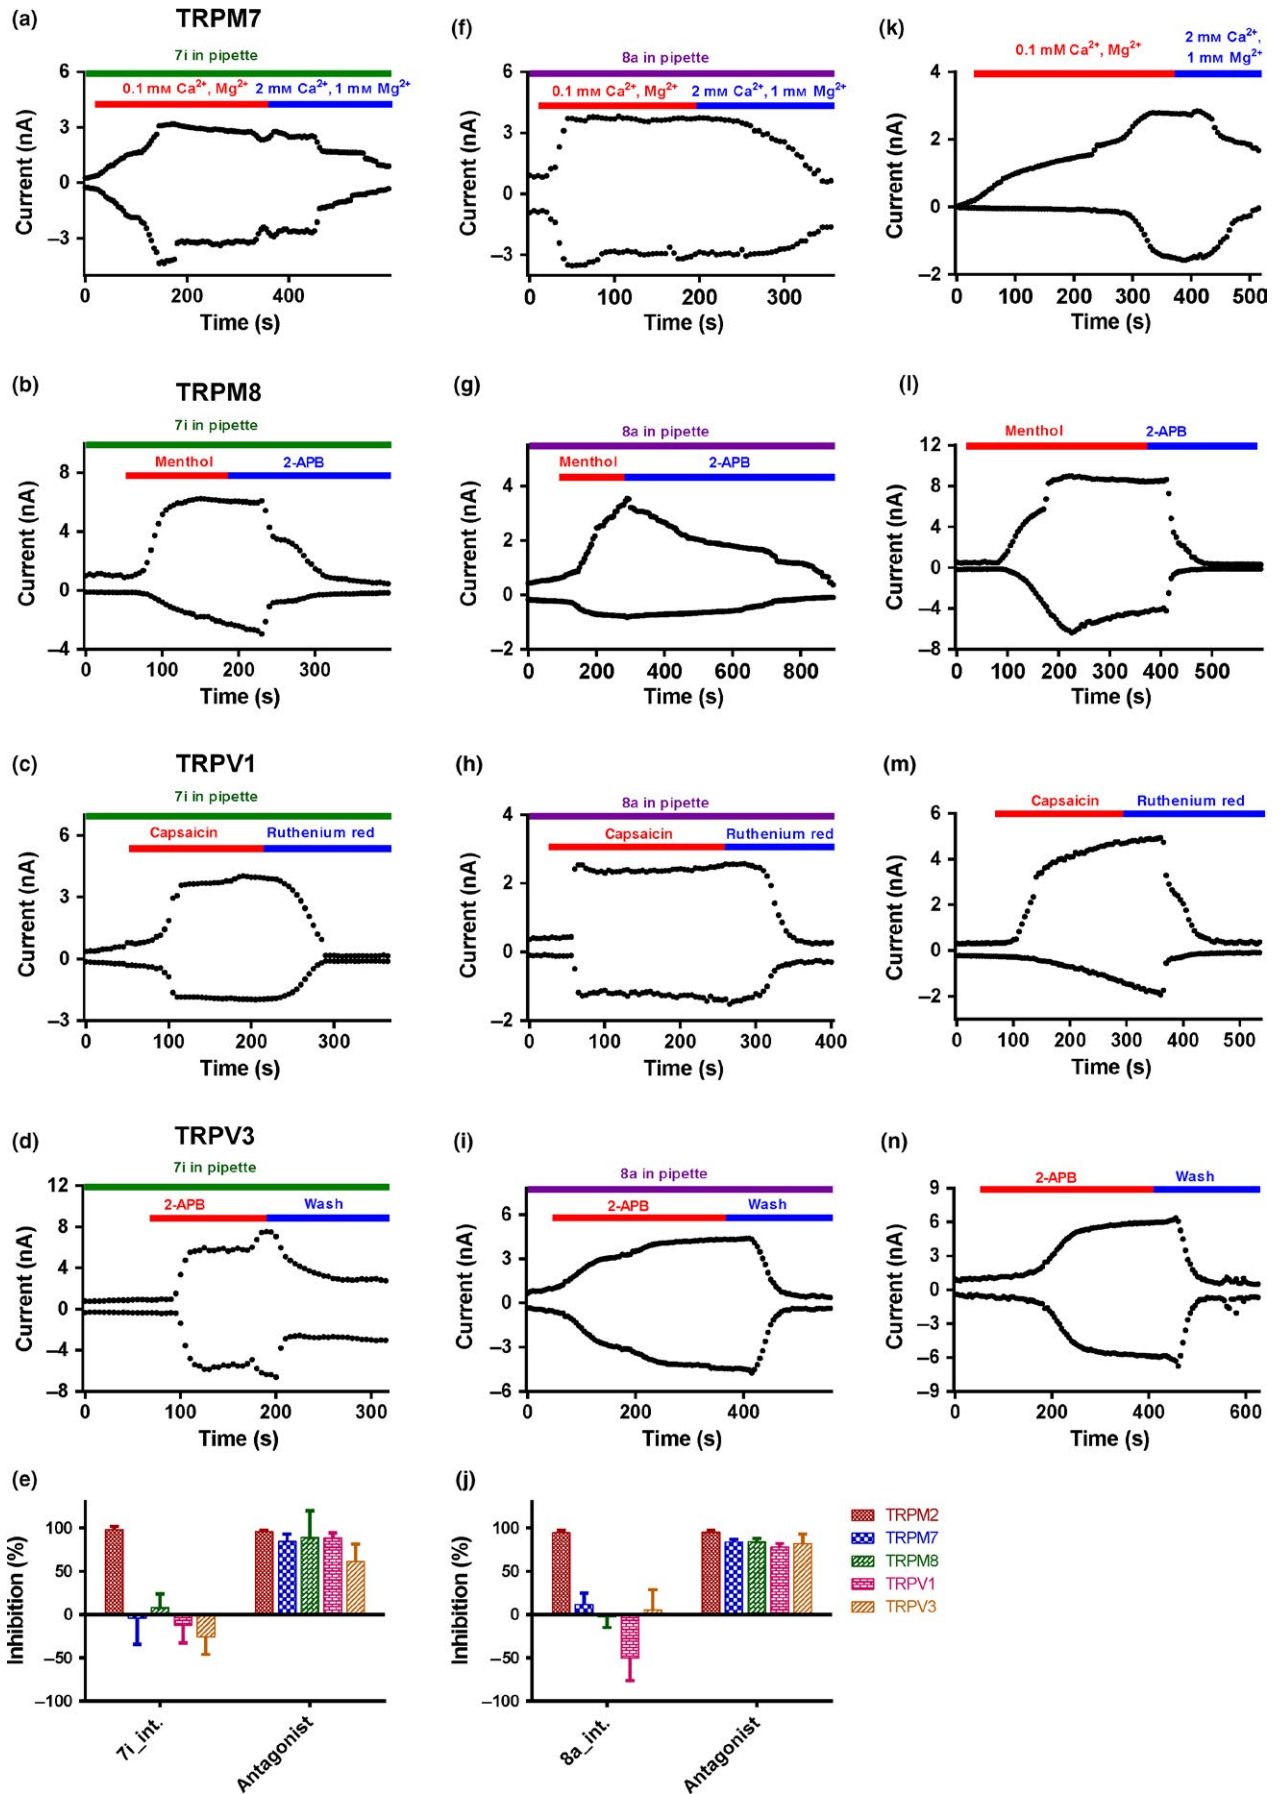 (a)
TRPM7
7i in pipette
0.1 mM Ca²⁺, Mg²⁺ 2 mM Ca²⁺, 1 mM Mg²⁺
6
3
0
–3
Current (nA)
0 200 400
Time (s)
(f)
8a in pipette
0.1 mM Ca²⁺, Mg²⁺ 2 mM Ca²⁺, 1 mM Mg²⁺
6
3
0
–3
Current (nA)
0 100 200 300
Time (s)
(k)
0.1 mM Ca²⁺, Mg²⁺
2 mM Ca²⁺,
1 mM Mg²⁺
4
2
0
–2
Current (nA)
0 100 200 300 400 500
Time (s)
(b)
TRPM8
7i in pipette
Menthol 2-APB
8
4
0
–4
Current (nA)
0 100 200 300
Time (s)
(g)
8a in pipette
Menthol 2-APB
4
2
0
–2
Current (nA)
0 200 400 600 800
Time (s)
(l)
Menthol 2-APB
12
8
4
0
–4
–8
Current (nA)
0 100 200 300 400 500
Time (s)
(c)
TRPV1
7i in pipette
Capsaicin Ruthenium red
6
3
0
–3
Current (nA)
0 100 200 300
Time (s)
(h)
8a in pipette
Capsaicin Ruthenium red
4
2
0
–2
Current (nA)
0 100 200 300 400
Time (s)
(m)
Capsaicin Ruthenium red
6
4
2
0
–2
Current (nA)
0 100 200 300 400 500
Time (s)
(d)
TRPV3
7i in pipette
2-APB Wash
12
8
4
0
–4
–8
Current (nA)
0 100 200 300
Time (s)
(i)
8a in pipette
2-APB Wash
6
3
0
–3
–6
Current (nA)
0 200 400
Time (s)
(n)
2-APB Wash
9
6
3
0
–3
–6
–9
Current (nA)
0 200 400 600
Time (s)
(e)
100
50
0
–50
–100
Inhibition (%)
7i_int.
Antagonist
(j)
100
50
0
–50
–100
Inhibition (%)
8a_int.
Antagonist
TRPM2
TRPM7
TRPM8
TRPV1
TRPV3